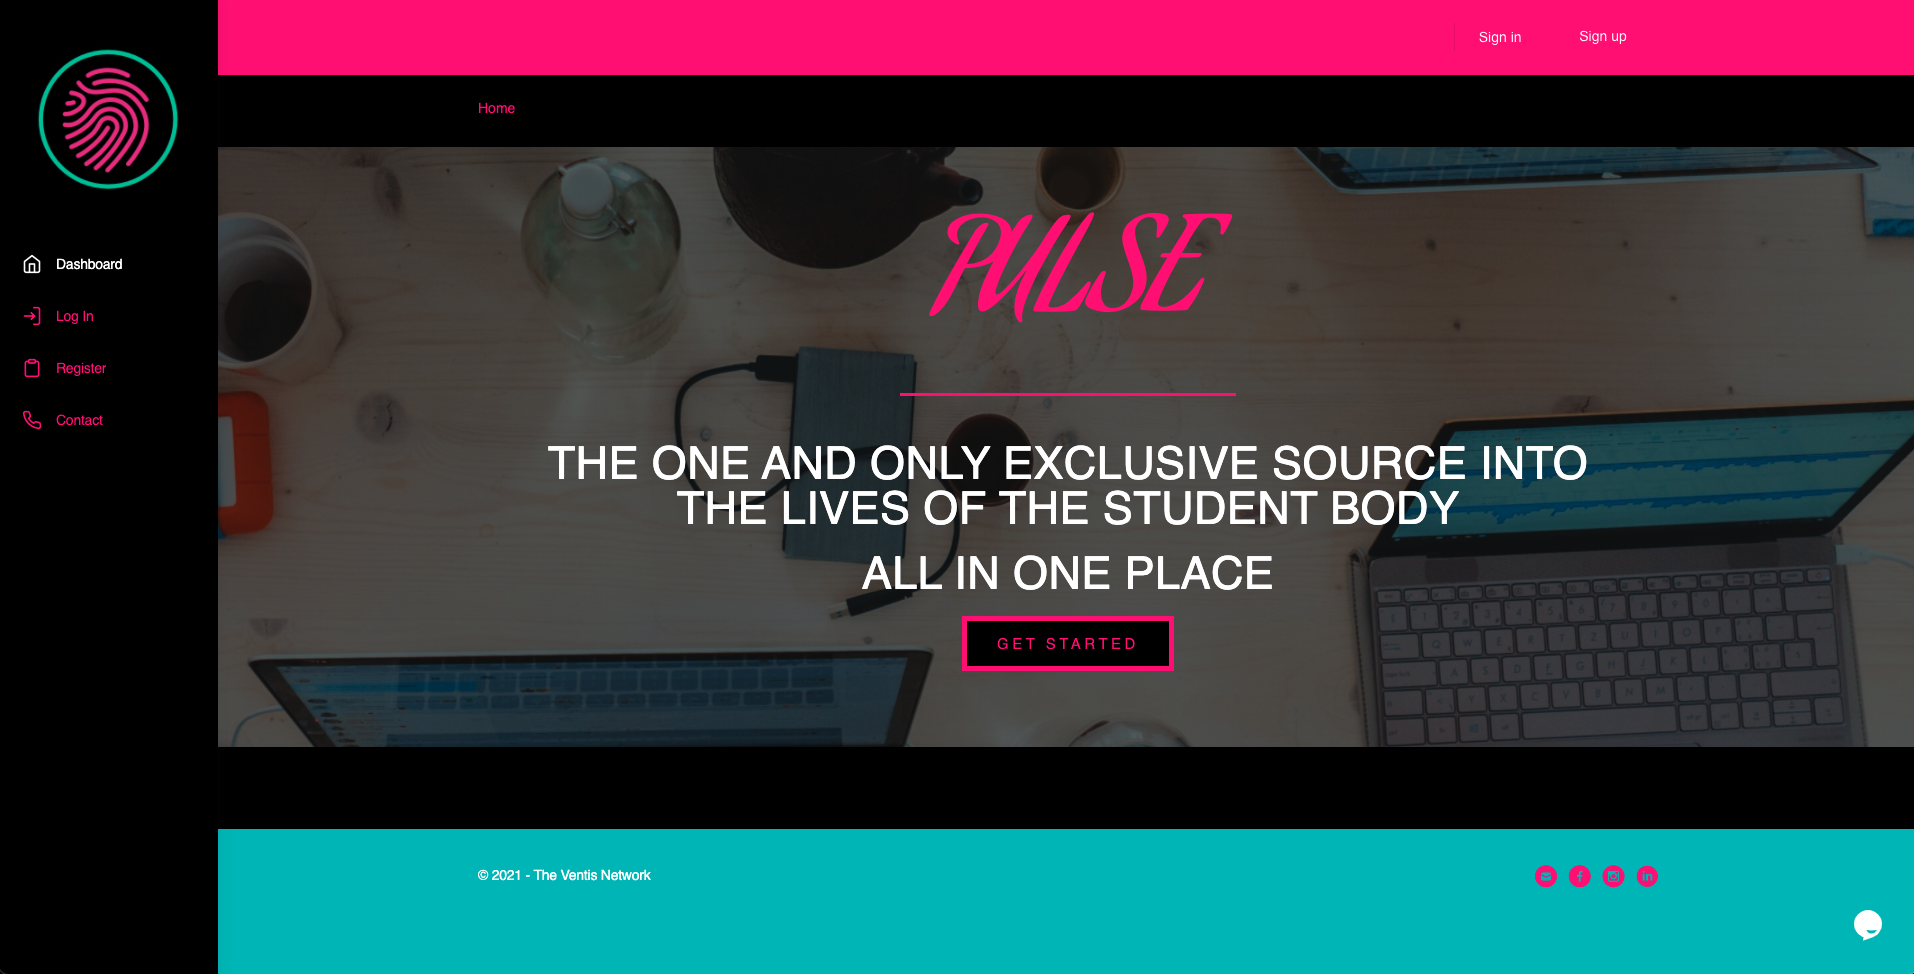 Sign in
Sign up
Home
Dashboard
Log In
Register
Contact
PULSE
THE ONE AND ONLY EXCLUSIVE SOURCE INTO
THE LIVES OF THE STUDENT BODY
ALL IN ONE PLACE
GET STARTED
© 2021 - The Ventis Network